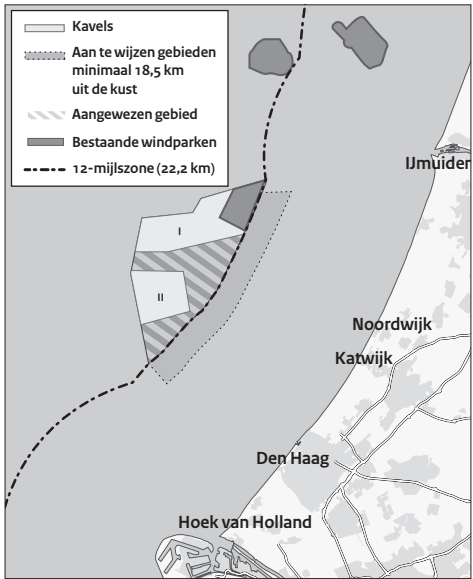 Kavels
Aan te wijzen gebieden
minimaal 18,5 km
uit de kust
Aangewezen gebied
Bestaande windparken
12-mijlszone (22,2 km)
IJmuiden
I
II
Noordwijk
Katwijk
Den Haag
Hoek van Holland